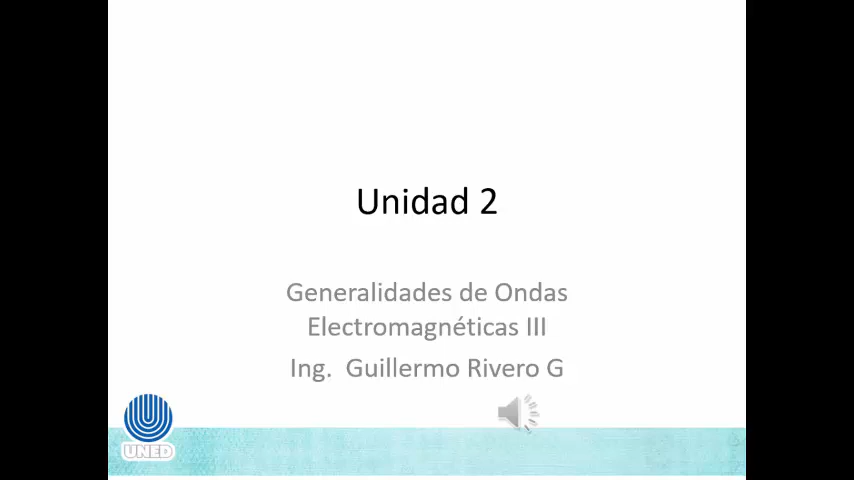 Unidad 2
Generalidades de Ondas
Electromagnéticas III
Ing. Guillermo Rivero G
UNED